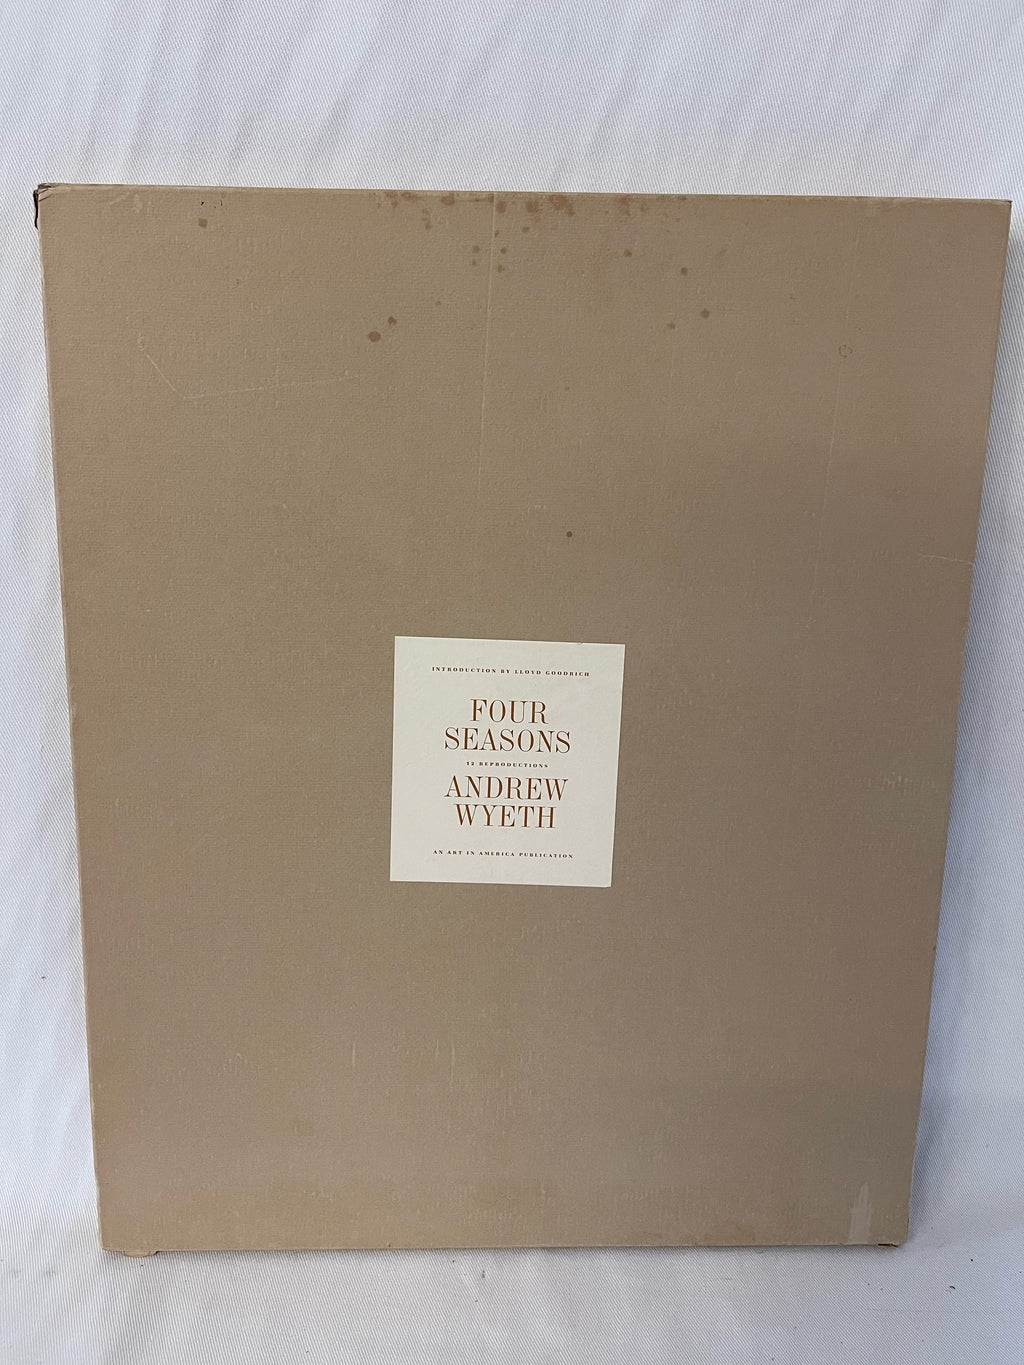 INTRODUCTION BY LLOYD GOODRICH
FOUR
SEASONS
12 REPRODUCTIONS
ANDREW
WYETH
AN ART IN AMERICA PUBLICATION